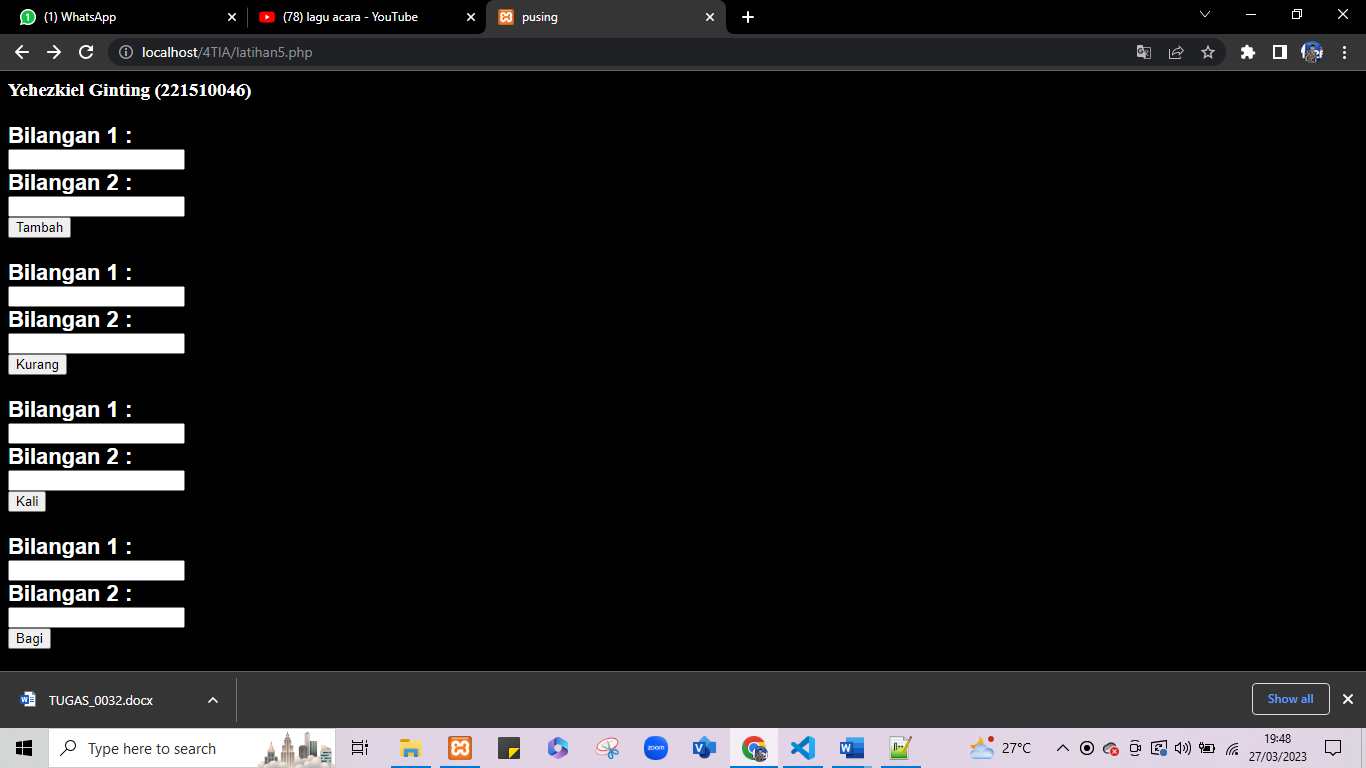 (1) WhatsApp
(78) lagu acara - YouTube
pusing
localhost/4TIA/latihan5.php
Yehezkiel Ginting (221510046)
Bilangan 1 :
Bilangan 2 :
Tambah
Bilangan 1 :
Bilangan 2 :
Kurang
Bilangan 1 :
Bilangan 2 :
Kali
Bilangan 1 :
Bilangan 2 :
Bagi
TUGAS_0032.docx
Show all
Type here to search
zoom
27°C
19:48
27/03/2023